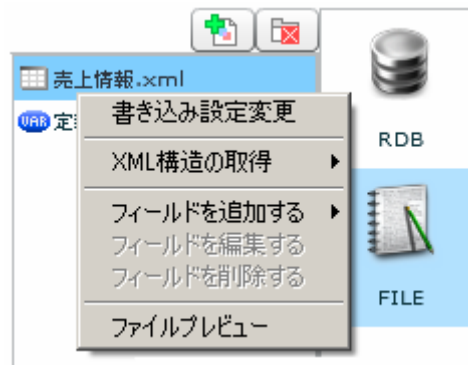 売上情報.xml
VAR 定
書き込み設定変更
XML構造の取得
フィールドを追加する
フィールドを編集する
フィールドを削除する
ファイルプレビュー
RDB
FILE